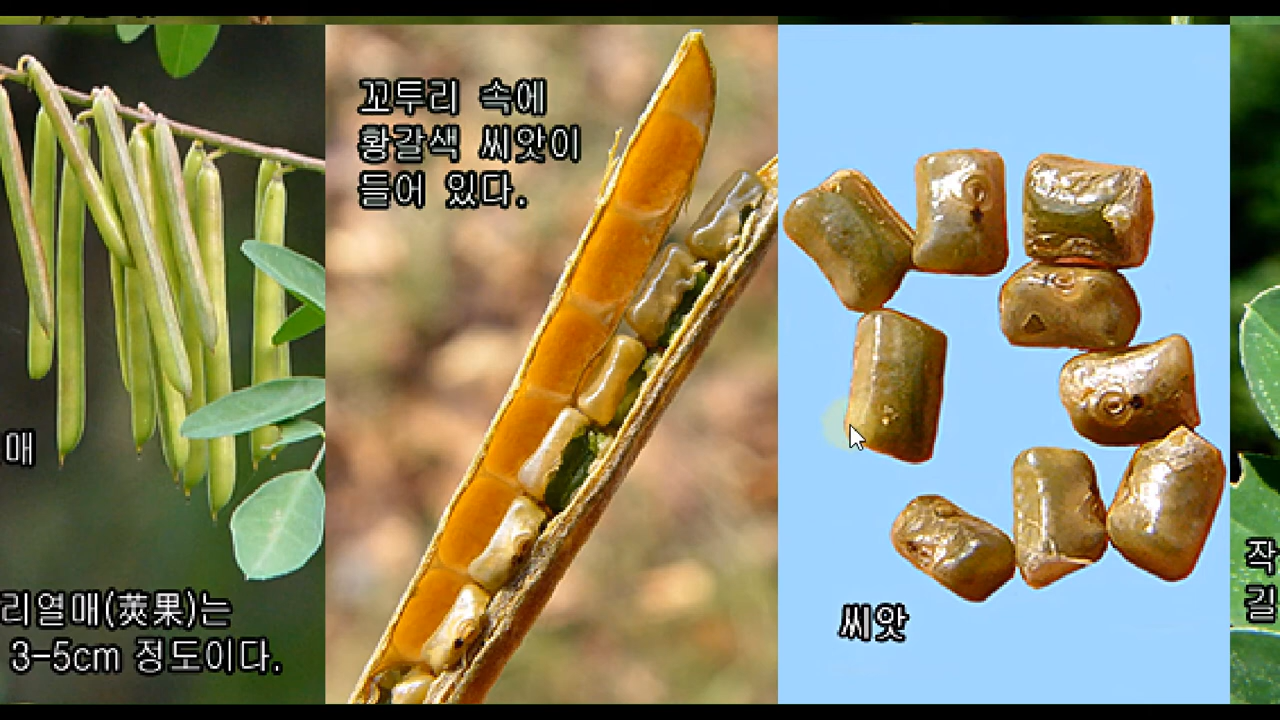 매
리열매(莢果)는
3-5cm 정도이다.
꼬투리 속에
황갈색 씨앗이
들어 있다.
씨앗
작
길